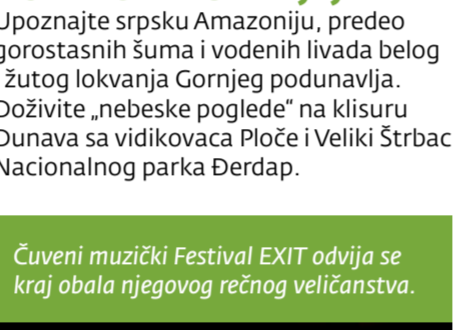 Upoznajte srpsku Amazoniju, predeo
gorostasnih šuma i vodenih livada belog
i žutog lokvanja Gornjeg podunavlja.
Doživite „nebeske poglede“ na klisuru
Dunava sa vidikovaca Ploče i Veliki Štrbac
Nacionalnog parka Đerdap.
Čuveni muzički Festival EXIT odvija se
kraj obala njegovog rečnog veličanstva.